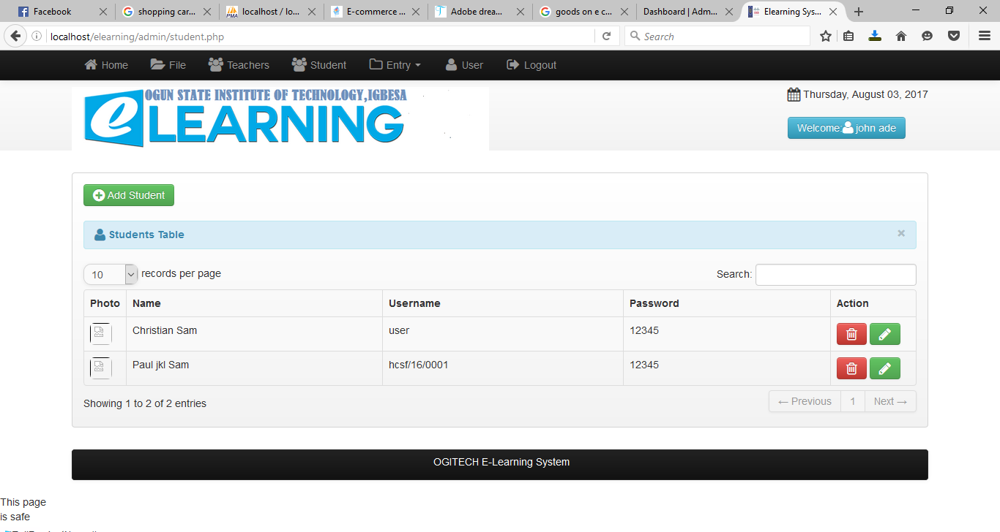 Facebook
shopping car...
localhost / lo...
E-commerce ...
Adobe drea...
goods on e c...
Dashboard | Adm...
Elearning Sys...
localhost/elearning/admin/student.php
Search
Home
File
Teachers
Student
Entry
User
Logout
OGUN STATE INSTITUTE OF TECHNOLOGY,IGBESA
eLEARNING
Thursday, August 03, 2017
Welcome john ade
Add Student
Students Table
×
10 records per page
Search:
Photo Name Username Password Action
Christian Sam user 12345
Paul jkl Sam hcsf/16/0001 12345
Showing 1 to 2 of 2 entries
← Previous 1 Next →
OGITECH E-Learning System
This page
is safe